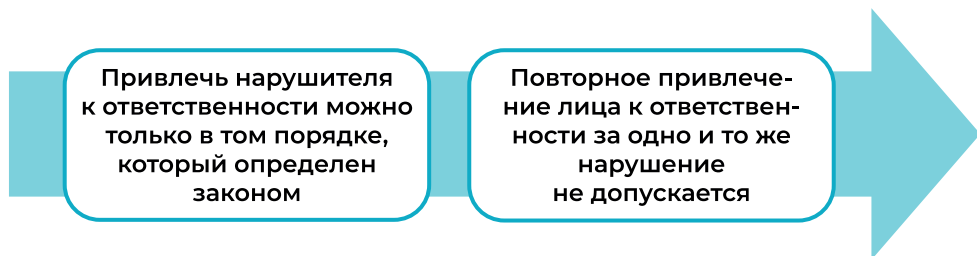 Привлечь нарушителя
к ответственности можно
только в том порядке,
который определен
законом
Повторное привлече-
ние лица к ответствен-
ности за одно и то же
нарушение
не допускается